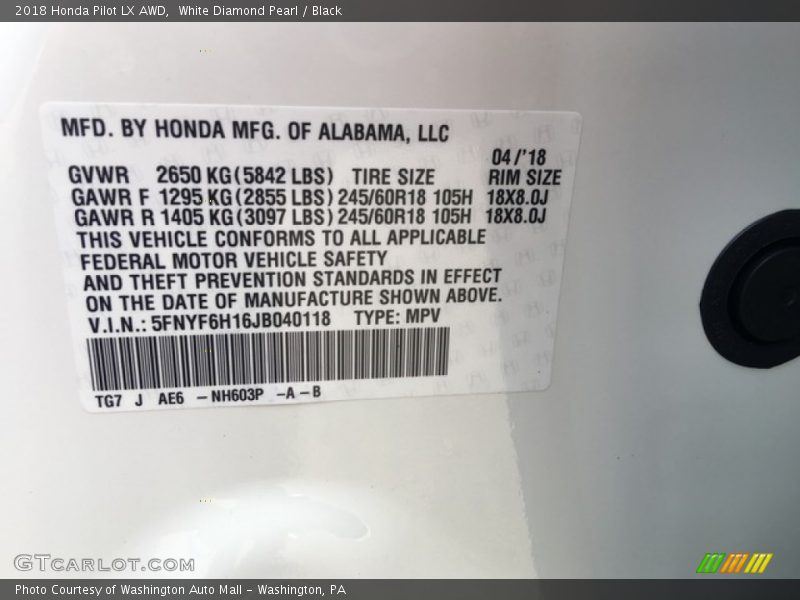 2018 Honda Pilot LX AWD,  White Diamond Pearl / Black
MFD. BY HONDA MFG. OF ALABAMA, LLC
04/'18
GVWR 2650 KG (5842 LBS) TIRE SIZE RIM SIZE
GAWR F 1295 KG (2855 LBS) 245/60R18 105H 18X8.0J
GAWR R 1405 KG (3097 LBS) 245/60R18 105H 18X8.0J
THIS VEHICLE CONFORMS TO ALL APPLICABLE
FEDERAL MOTOR VEHICLE SAFETY
AND THEFT PREVENTION STANDARDS IN EFFECT
ON THE DATE OF MANUFACTURE SHOWN ABOVE.
V.I.N.: 5FNYF6H16JB040118 TYPE: MPV
TG7 J AE6 - NH603P -A-B
GTCARLOT.COM
Photo Courtesy of Washington Auto Mall - Washington, PA